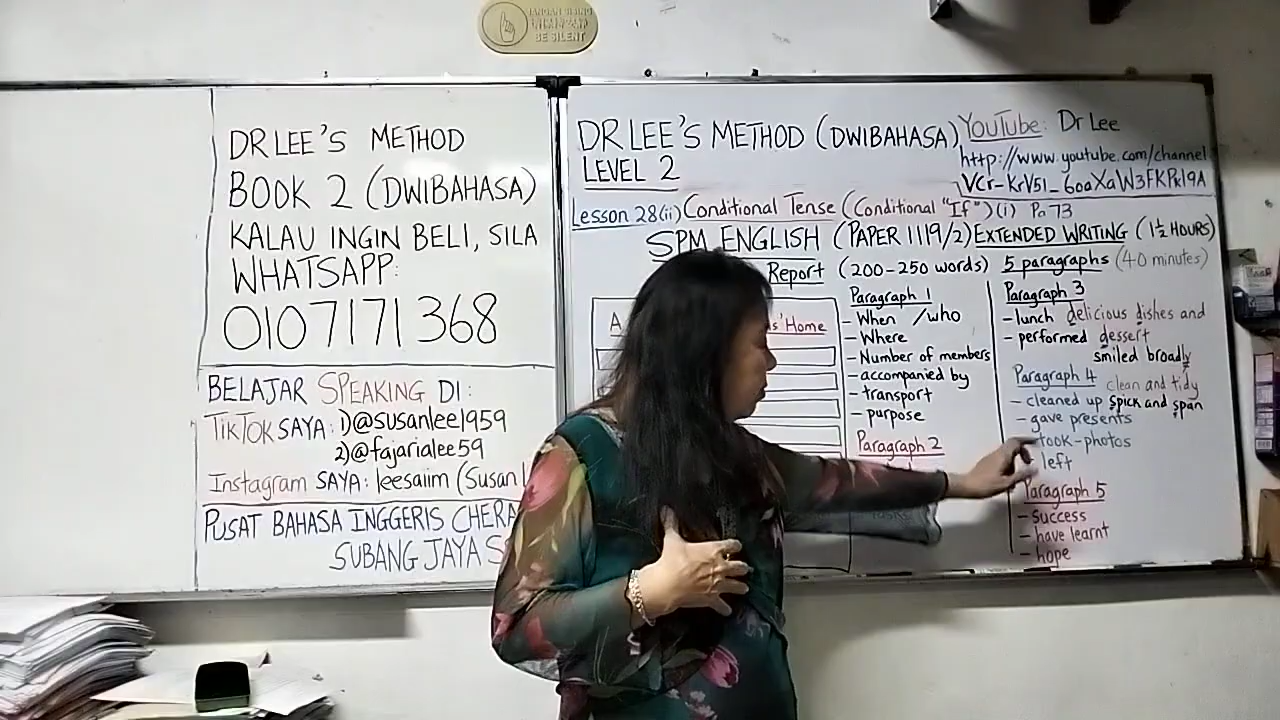 JANGAN BISING
BE SILENT
DR LEE'S METHOD
BOOK 2 (DWIBAHASA)
KALAU INGIN BELI, SILA
WHATSAPP:
0107171368
BELAJAR SPEAKING DI:
TIKTOK SAYA: 1)@susanlee1959
2)@fajarialee59
Instagram SAYA: leesaiim (Susan
PUSAT BAHASA INGGERIS CHERA
SUBANG JAYA S
DR LEE'S METHOD (DWIBAHASA)
LEVEL 2
YouTube: Dr Lee
http://www.youtube.com/channel
Lesson 28(ii) Conditional Tense (Conditional "If")(i) Pg 73
SPM ENGLISH (PAPER 1119/2) EXTENDED WRITING (1½ HOURS)
Report (200-250 words) 5 paragraphs (40 minutes)
A
Home
Paragraph 1
- When /who
- Where
- Number of members
- accompanied by
- transport
- purpose
Paragraph 2
Paragraph 3
- lunch delicious dishes and
- performed dessert
smiled broadly
Paragraph 4 clean and tidy
- cleaned up spick and span
- gave presents
took-photos
left
Paragraph 5
- success
- have learnt
- hope